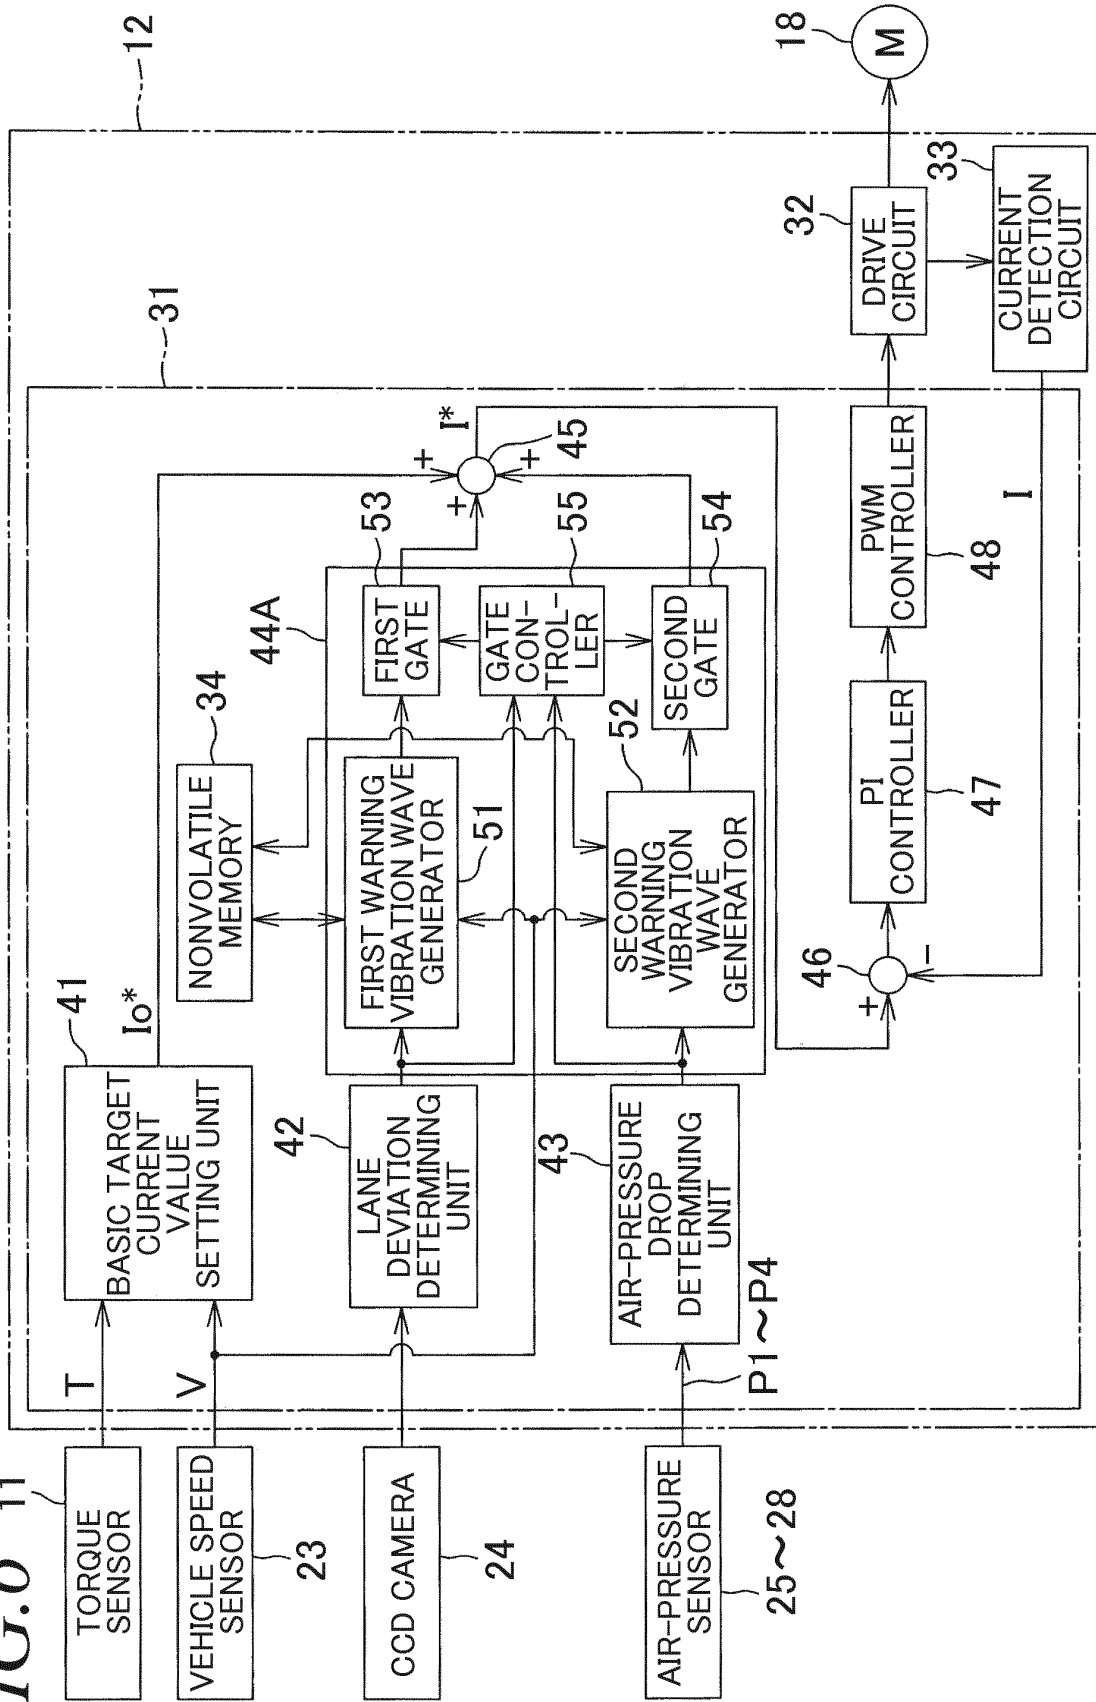 IG. 6
11
TORQUE
SENSOR
T
VEHICLE SPEED
SENSOR
23
V
CCD CAMERA
24
AIR–PRESSURE
SENSOR
25~28
P1~P4
12
31
41
BASIC TARGET
CURRENT
VALUE
SETTING UNIT
Io*
42
LANE
DEVIATION
DETERMINING
UNIT
43
AIR–PRESSURE
DROP
DETERMINING
UNIT
34
NONVOLATILE
MEMORY
44A
FIRST WARNING
VIBRATION WAVE
GENERATOR
51
52
SECOND
WARNING
VIBRATION
WAVE
GENERATOR
53
FIRST
GATE
55
GATE
CON–
TROL–
LER
54
SECOND
GATE
I*
45
+
+
+
46
+
–
PI
CONTROLLER
47
PWM
CONTROLLER
48
I
32
DRIVE
CIRCUIT
33
CURRENT
DETECTION
CIRCUIT
18
M